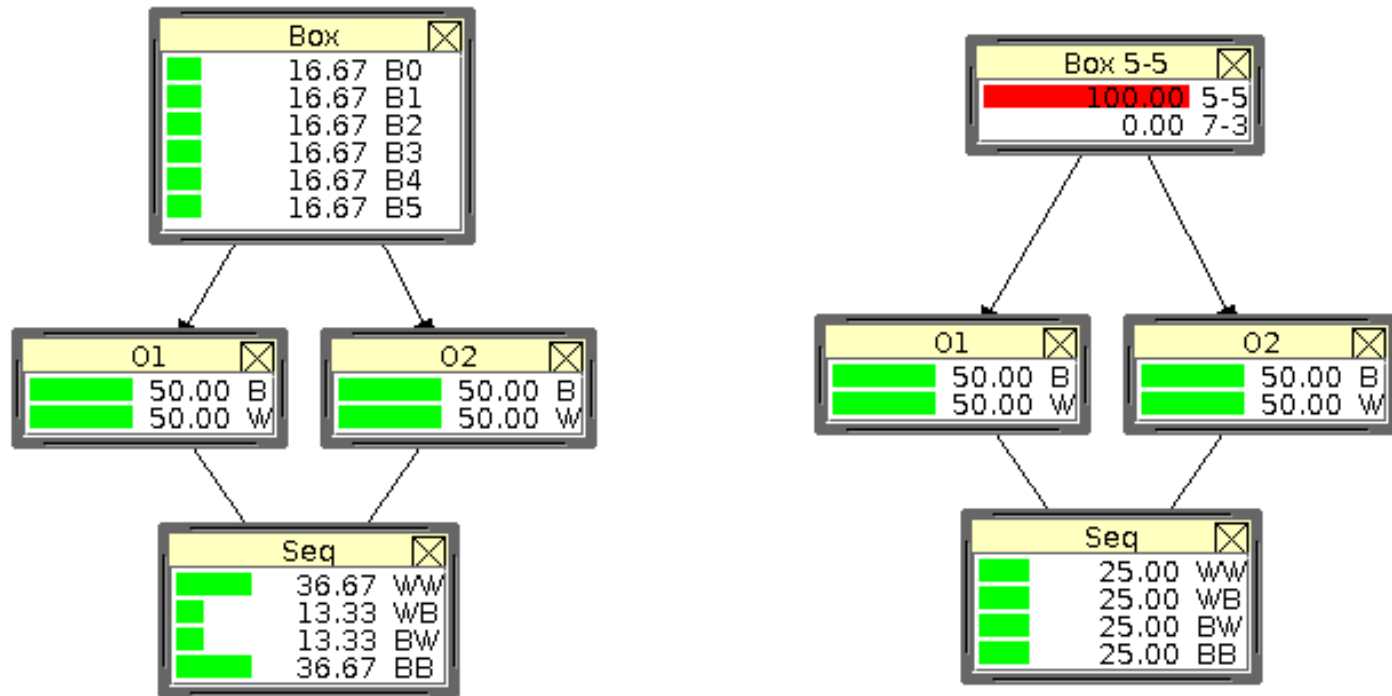 Box
16.67 B0
16.67 B1
16.67 B2
16.67 B3
16.67 B4
16.67 B5
O1
50.00 B
50.00 W
O2
50.00 B
50.00 W
Seq
36.67 WW
13.33 WB
13.33 BW
36.67 BB
Box 5-5
100.00 5-5
0.00 7-3
O1
50.00 B
50.00 W
O2
50.00 B
50.00 W
Seq
25.00 WW
25.00 WB
25.00 BW
25.00 BB